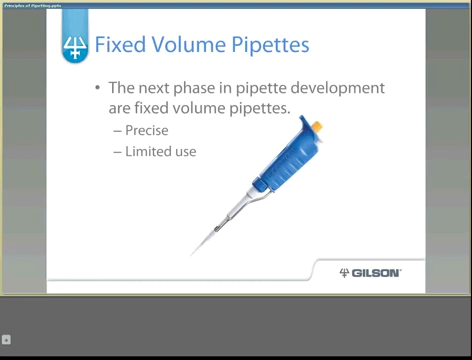 Principles of Pipetting.pptx
Fixed Volume Pipettes
• The next phase in pipette development
are fixed volume pipettes.
– Precise
– Limited use
GILSON